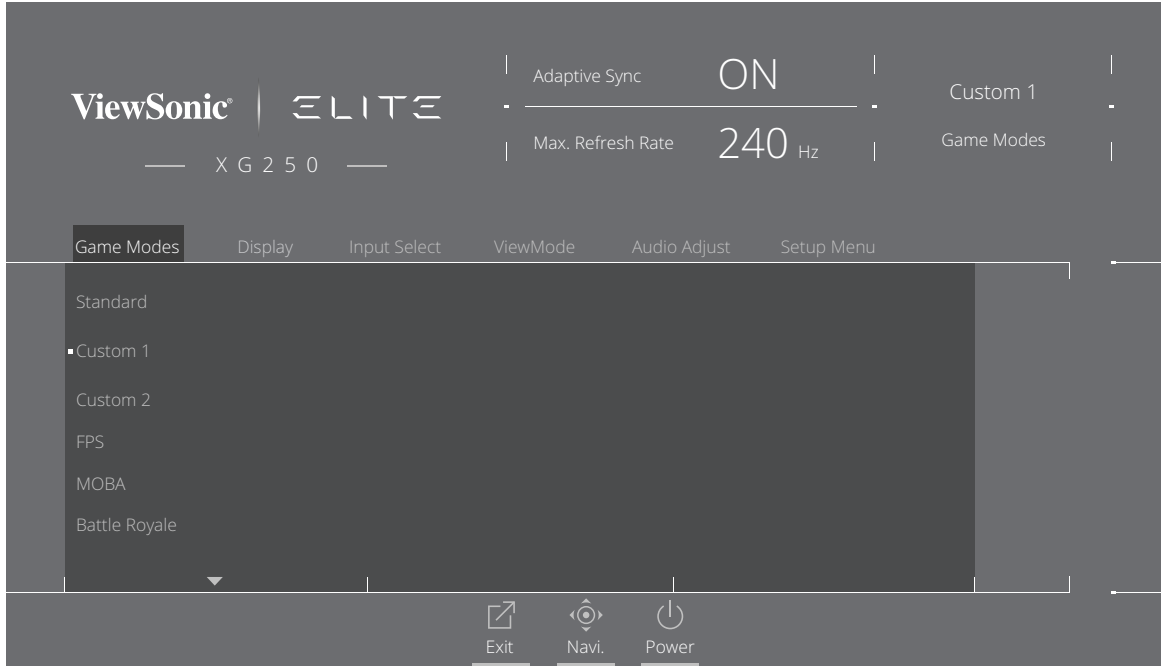 ViewSonic® | ELITE
XG250
Adaptive Sync ON
Max. Refresh Rate 240 Hz
Custom 1
Game Modes
Game Modes Display Input Select ViewMode Audio Adjust Setup Menu
Standard
Custom 1
Custom 2
FPS
MOBA
Battle Royale
Exit Navi. Power